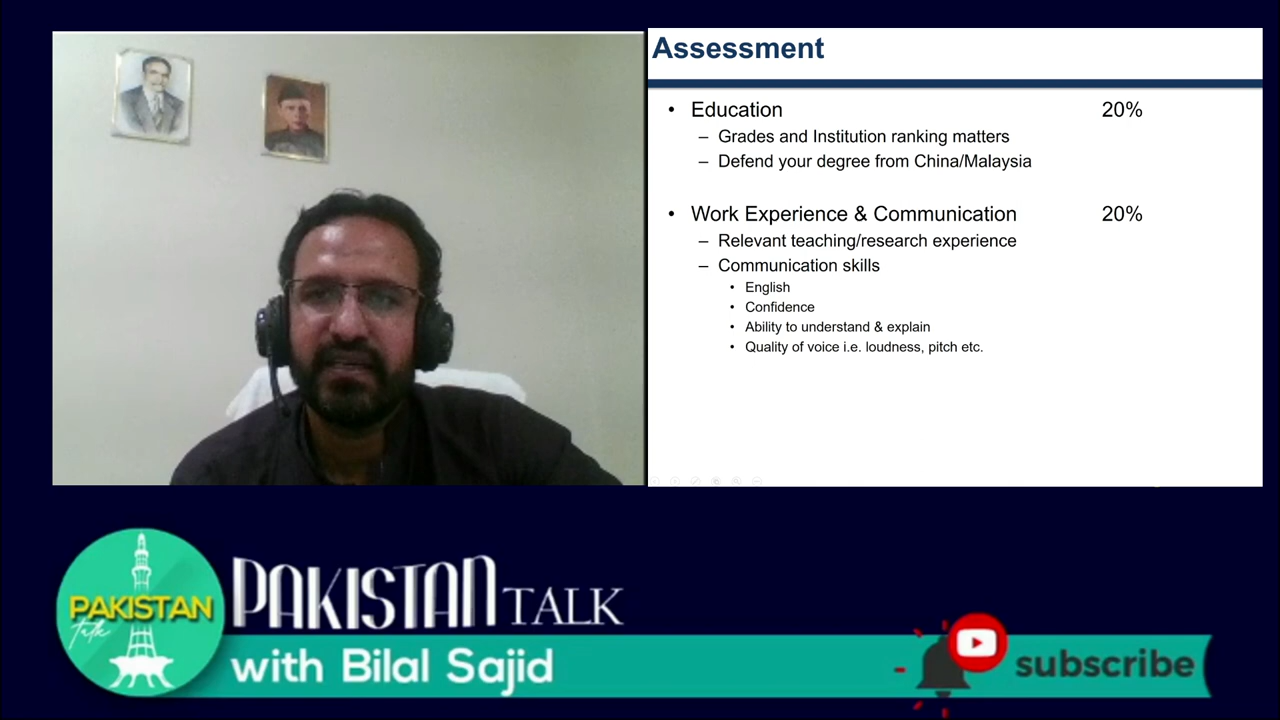 Assessment
• Education 20%
– Grades and Institution ranking matters
– Defend your degree from China/Malaysia
• Work Experience & Communication 20%
– Relevant teaching/research experience
– Communication skills
• English
• Confidence
• Ability to understand & explain
• Quality of voice i.e. loudness, pitch etc.
PAKISTAN
Talk
PAKISTAN TALK
with Bilal Sajid
subscribe